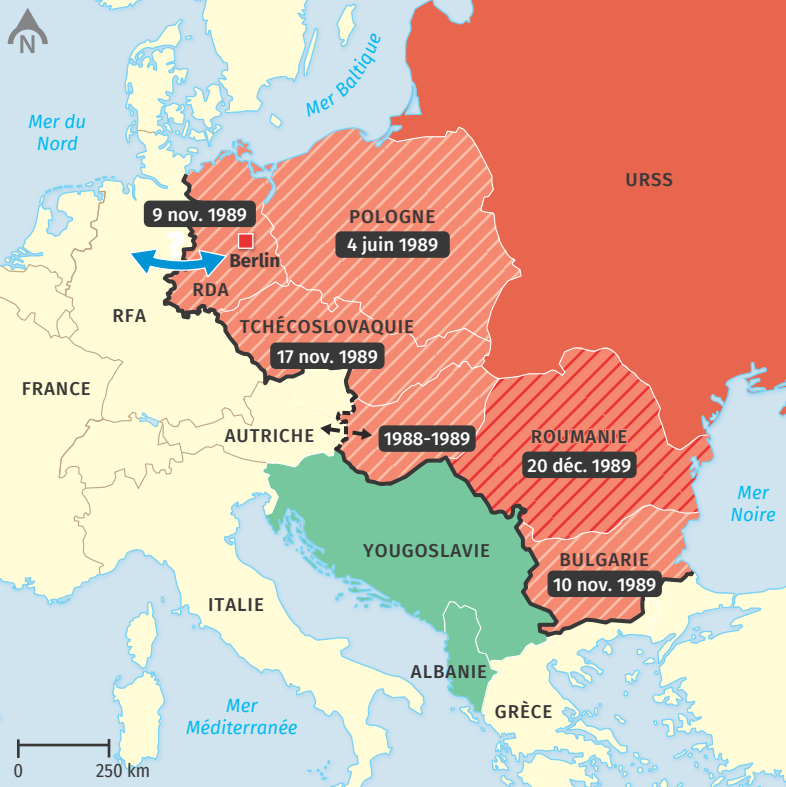 N
Mer Baltique
Mer du
Nord
URSS
9 nov. 1989
POLOGNE
4 juin 1989
Berlin
RDA
RFA
TCHÉCOSLOVAQUIE
17 nov. 1989
FRANCE
AUTRICHE
1988-1989
ROUMANIE
20 déc. 1989
Mer
Noire
YOUGOSLAVIE
BULGARIE
10 nov. 1989
ITALIE
ALBANIE
Mer
Méditerranée
GRÈCE
0
250 km